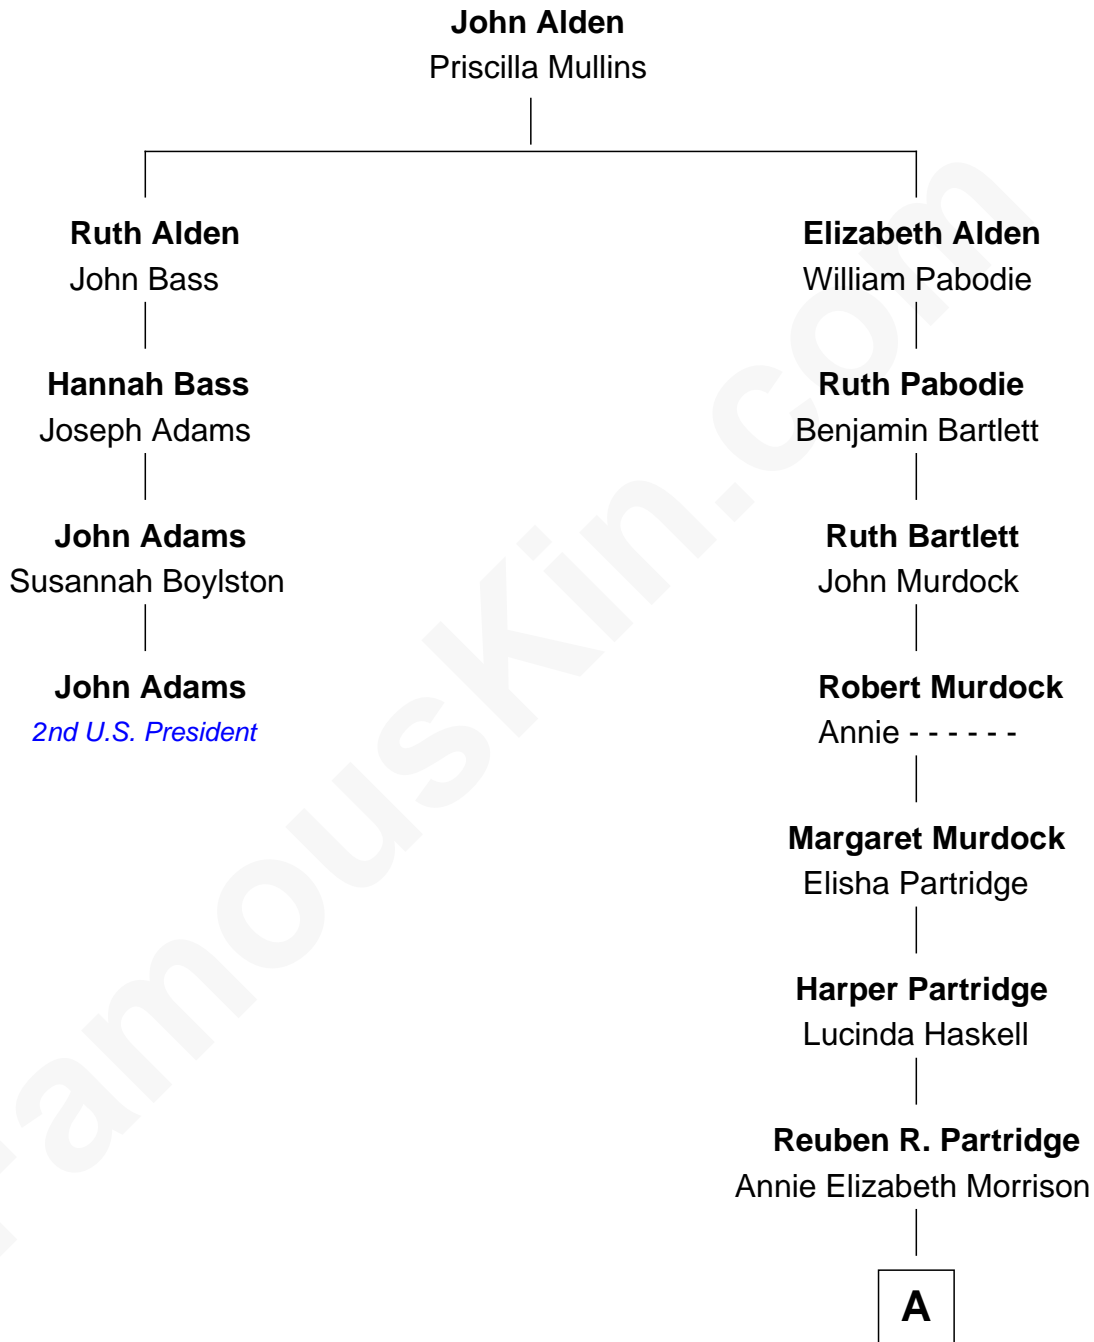 John Alden
Priscilla Mullins
Ruth Alden
John Bass
Elizabeth Alden
William Pabodie
Hannah Bass
Joseph Adams
Ruth Pabodie
Benjamin Bartlett
John Adams
Susannah Boylston
Ruth Bartlett
John Murdock
John Adams
2nd U.S. President
Robert Murdock
Annie - - - - - -
Margaret Murdock
Elisha Partridge
Harper Partridge
Lucinda Haskell
Reuben R. Partridge
Annie Elizabeth Morrison
A
FamousKin.com